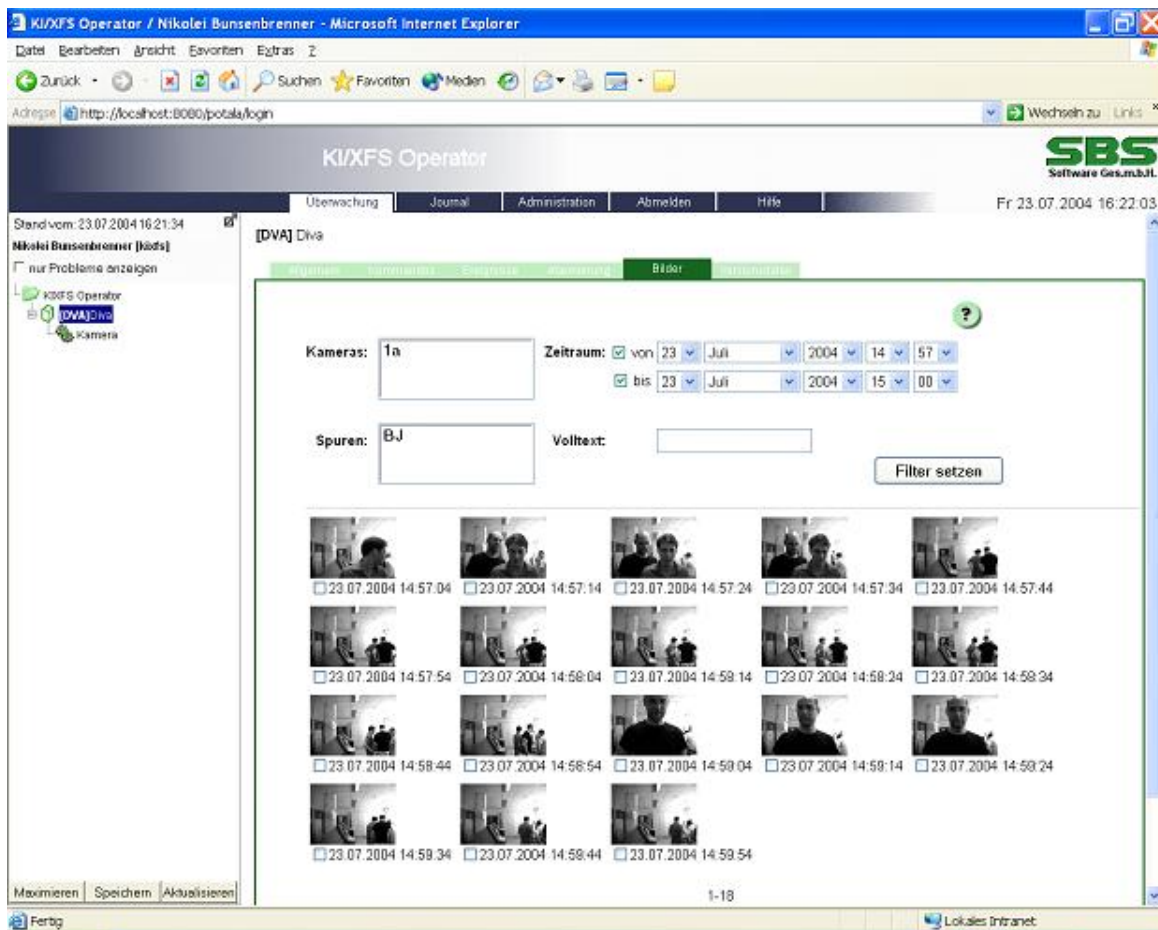 KI/XFS Operator / Nikolei Bunsenbrenner - Microsoft Internet Explorer
Datei Bearbeiten Ansicht Favoriten Extras ?
Zurück Suchen Favoriten Medien
Adresse http://localhost:8080/potala/login Wechseln zu Links
KI/XFS Operator
SBS
Software Ges.m.b.H.
Überwachung Journal Administration Abmelden Hilfe
Fr 23.07.2004 16:22:03
Stand vom: 23.07.2004 16:21:34
Nikolei Bunsenbrenner [kixfs]
nur Probleme anzeigen
KI/XFS Operator
[DVA]Diva
Kamera
[DVA] Diva
Allgemein Kommentar Ereignisse Alarmierung Bilder
?
Kameras: 1a Zeitraum: von 23 Juli 2004 14 57
bis 23 Juli 2004 15 00
Spuren: BJ Volltext:
Filter setzen
23.07.2004 14:57:04 23.07.2004 14:57:14 23.07.2004 14:57:24 23.07.2004 14:57:34 23.07.2004 14:57:44
23.07.2004 14:57:54 23.07.2004 14:58:04 23.07.2004 14:58:14 23.07.2004 14:58:24 23.07.2004 14:58:34
23.07.2004 14:58:44 23.07.2004 14:58:54 23.07.2004 14:59:04 23.07.2004 14:59:14 23.07.2004 14:59:24
23.07.2004 14:59:34 23.07.2004 14:59:44 23.07.2004 14:59:54
1-18
Maximieren Speichern Aktualisieren
Fertig Lokales Intranet